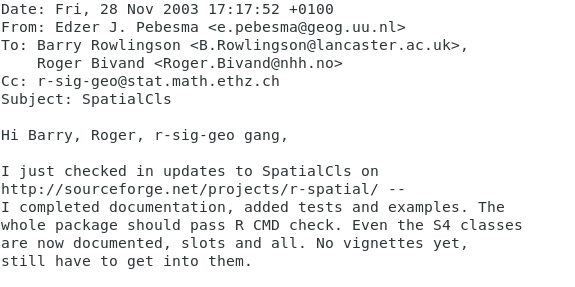 Date: Fri, 28 Nov 2003 17:17:52 +0100
From: Edzer J. Pebesma <e.pebesma@geog.uu.nl>
To: Barry Rowlingson <B.Rowlingson@lancaster.ac.uk>,
    Roger Bivand <Roger.Bivand@nhh.no>
Cc: r-sig-geo@stat.math.ethz.ch
Subject: SpatialCls

Hi Barry, Roger, r-sig-geo gang,

I just checked in updates to SpatialCls on
http://sourceforge.net/projects/r-spatial/ --
I completed documentation, added tests and examples. The
whole package should pass R CMD check. Even the S4 classes
are now documented, slots and all. No vignettes yet,
still have to get into them.